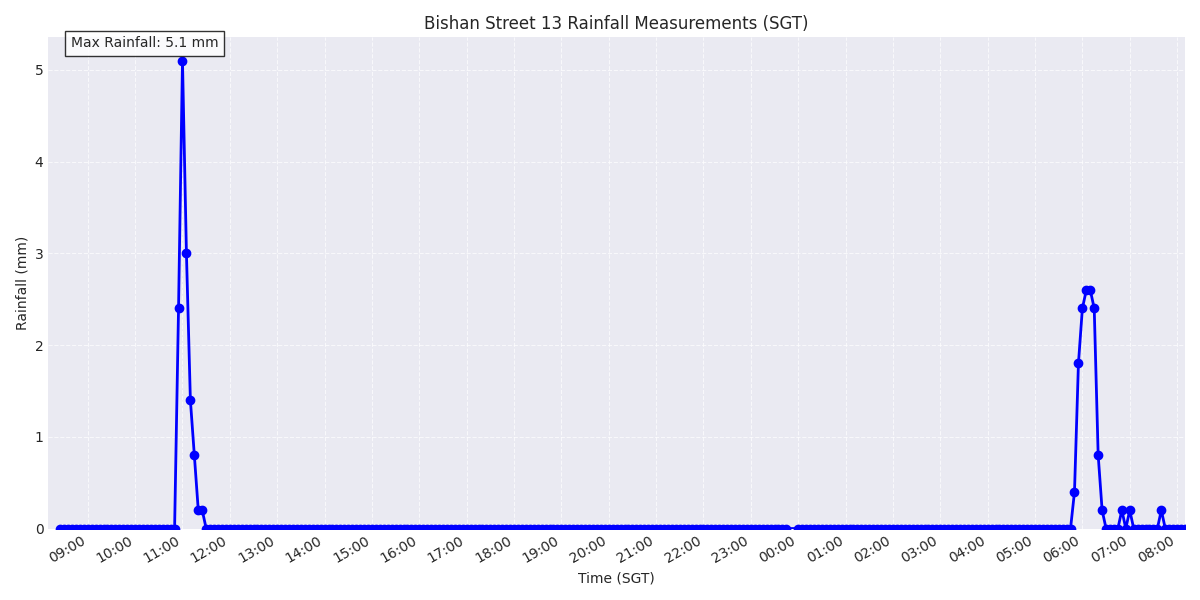 Bishan Street 13 Rainfall Measurements (SGT)
Max Rainfall: 5.1 mm
5
4
3
2
1
0
Rainfall (mm)
09:00 10:00 11:00 12:00 13:00 14:00 15:00 16:00 17:00 18:00 19:00 20:00 21:00 22:00 23:00 00:00 01:00 02:00 03:00 04:00 05:00 06:00 07:00 08:00
Time (SGT)